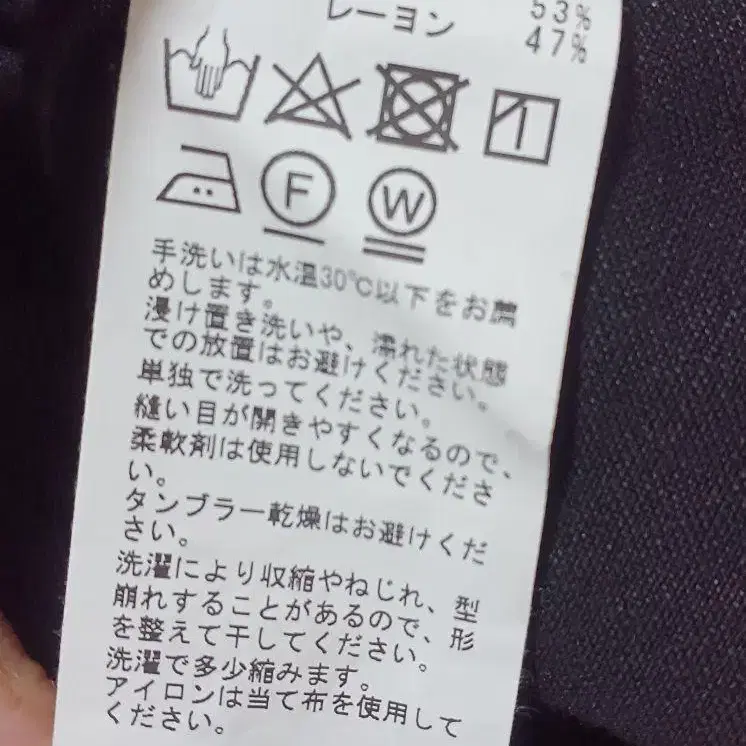 53%
レーヨン 47%
F W
手洗いは水温30℃以下をお薦
めします。
浸け置き洗いや、濡れた状態
での放置はお避けください。
単独で洗ってください。
縫い目が開きやすくなるので、
柔軟剤は使用しないでくださ
い。
タンブラー乾燥はお避けくだ
さい。
洗濯により収縮やねじれ、型
崩れすることがあるので、形
を整えて干してください。
洗濯で多少縮みます。
アイロンは当て布を使用して
ください。